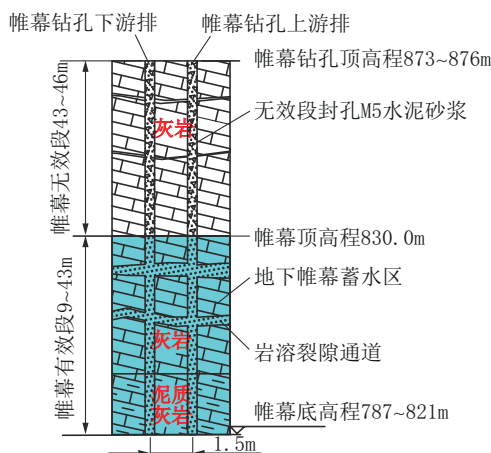 帷幕钻孔下游排
帷幕钻孔上游排
帷幕钻孔顶高程873~876m
无效段封孔M5水泥砂浆
帷幕无效段43~46m
灰岩
帷幕顶高程830.0m
地下帷幕蓄水区
帷幕有效段9~43m
灰岩
岩溶裂隙通道
泥质
灰岩
帷幕底高程787~821m
1.5m